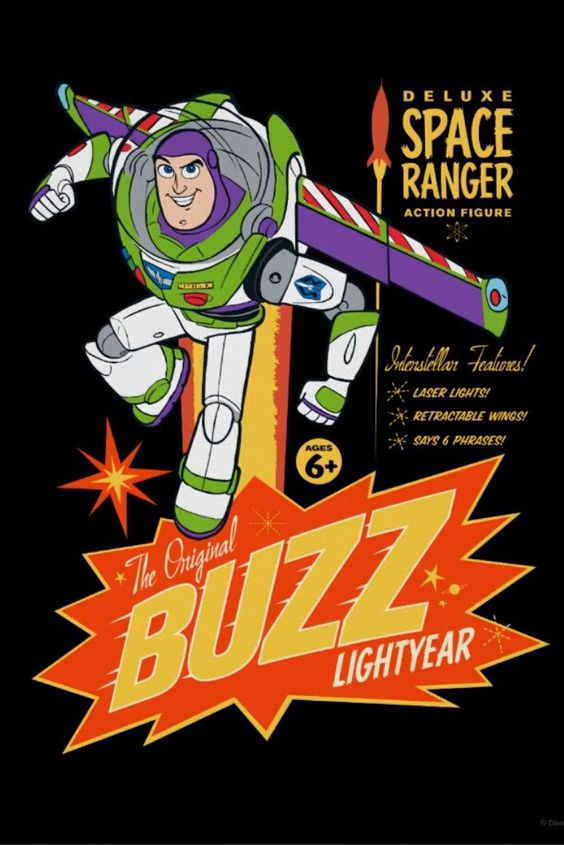 DELUXE
SPACE
RANGER
ACTION FIGURE
Interstellar Features!
LASER LIGHTS!
RETRACTABLE WINGS!
SAYS 6 PHRASES!
AGES
6+
The Original
BUZZ
LIGHTYEAR